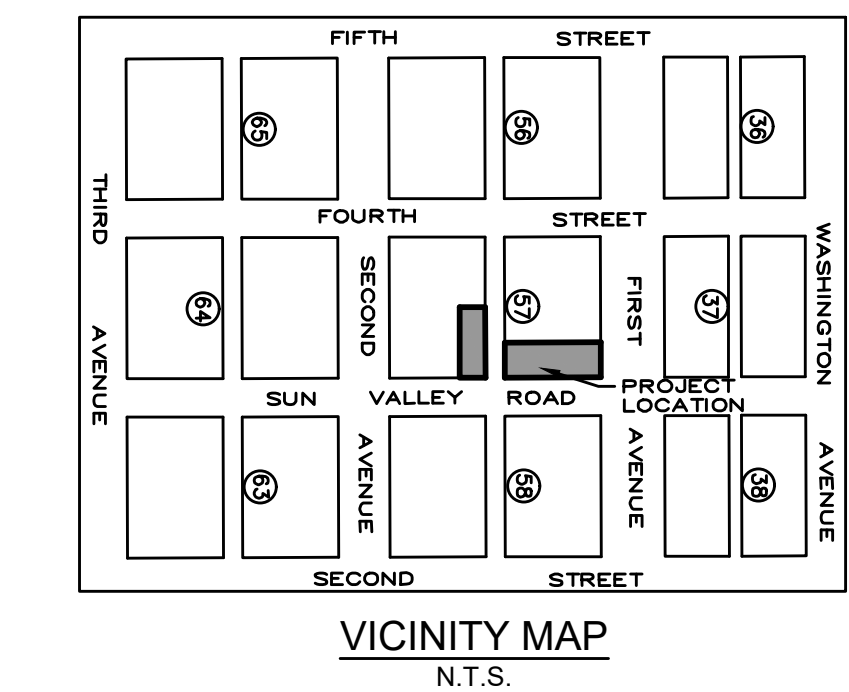 FIFTH STREET
65
56
36
THIRD AVENUE
FOURTH STREET
WASHINGTON AVENUE
SECOND AVENUE
FIRST AVENUE
64
57
37
SUN VALLEY ROAD
PROJECT
LOCATION
63
58
38
SECOND STREET
VICINITY MAP
N.T.S.